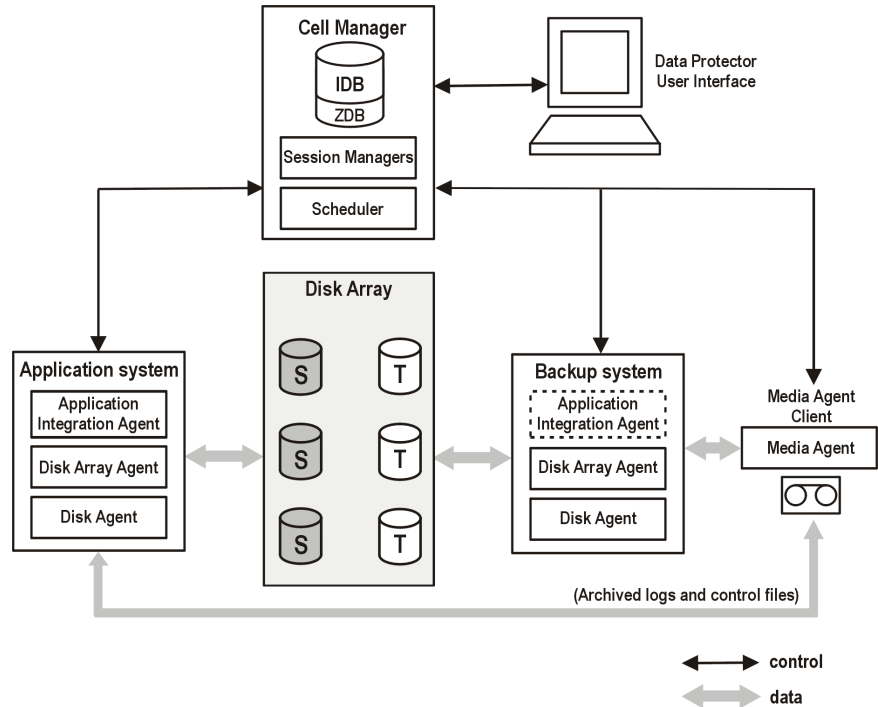 Cell Manager
IDB
ZDB
Session Managers
Scheduler
Data Protector
User Interface
Disk Array
S
T
S
T
S
T
Application system
Application
Integration Agent
Disk Array Agent
Disk Agent
Backup system
Application
Integration Agent
Disk Array Agent
Disk Agent
Media Agent
Client
Media Agent
(Archived logs and control files)
control
data